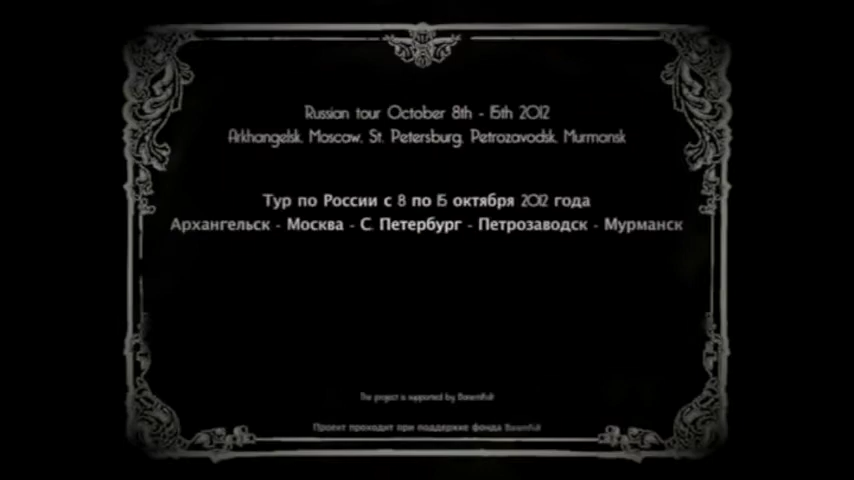 Russian tour October 8th - 15th 2012
Arkhangelsk, Moscow, St. Petersburg, Petrozavodsk, Murmansk
Тур по России с 8 по 15 октября 2012 года
Архангельск - Москва - С. Петербург - Петрозаводск - Мурманск
The project is supported by
Проект проходит при поддержке фонда